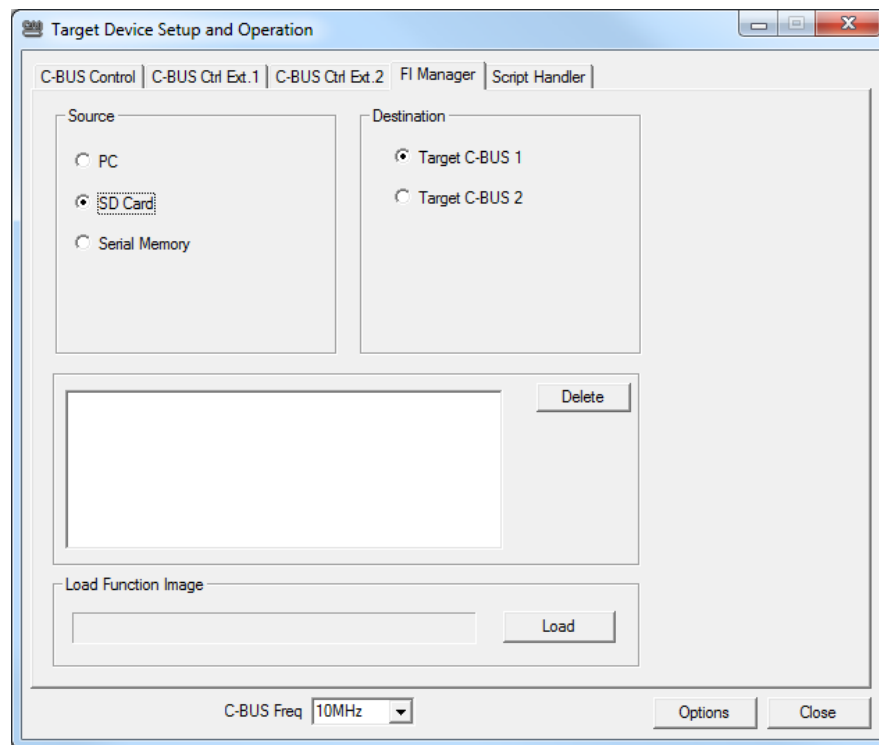 Target Device Setup and Operation
C-BUS Control C-BUS Ctrl Ext.1 C-BUS Ctrl Ext.2 FI Manager Script Handler
Source
PC
SD Card
Serial Memory
Destination
Target C-BUS 1
Target C-BUS 2
Delete
Load Function Image
Load
C-BUS Freq 10MHz
Options Close